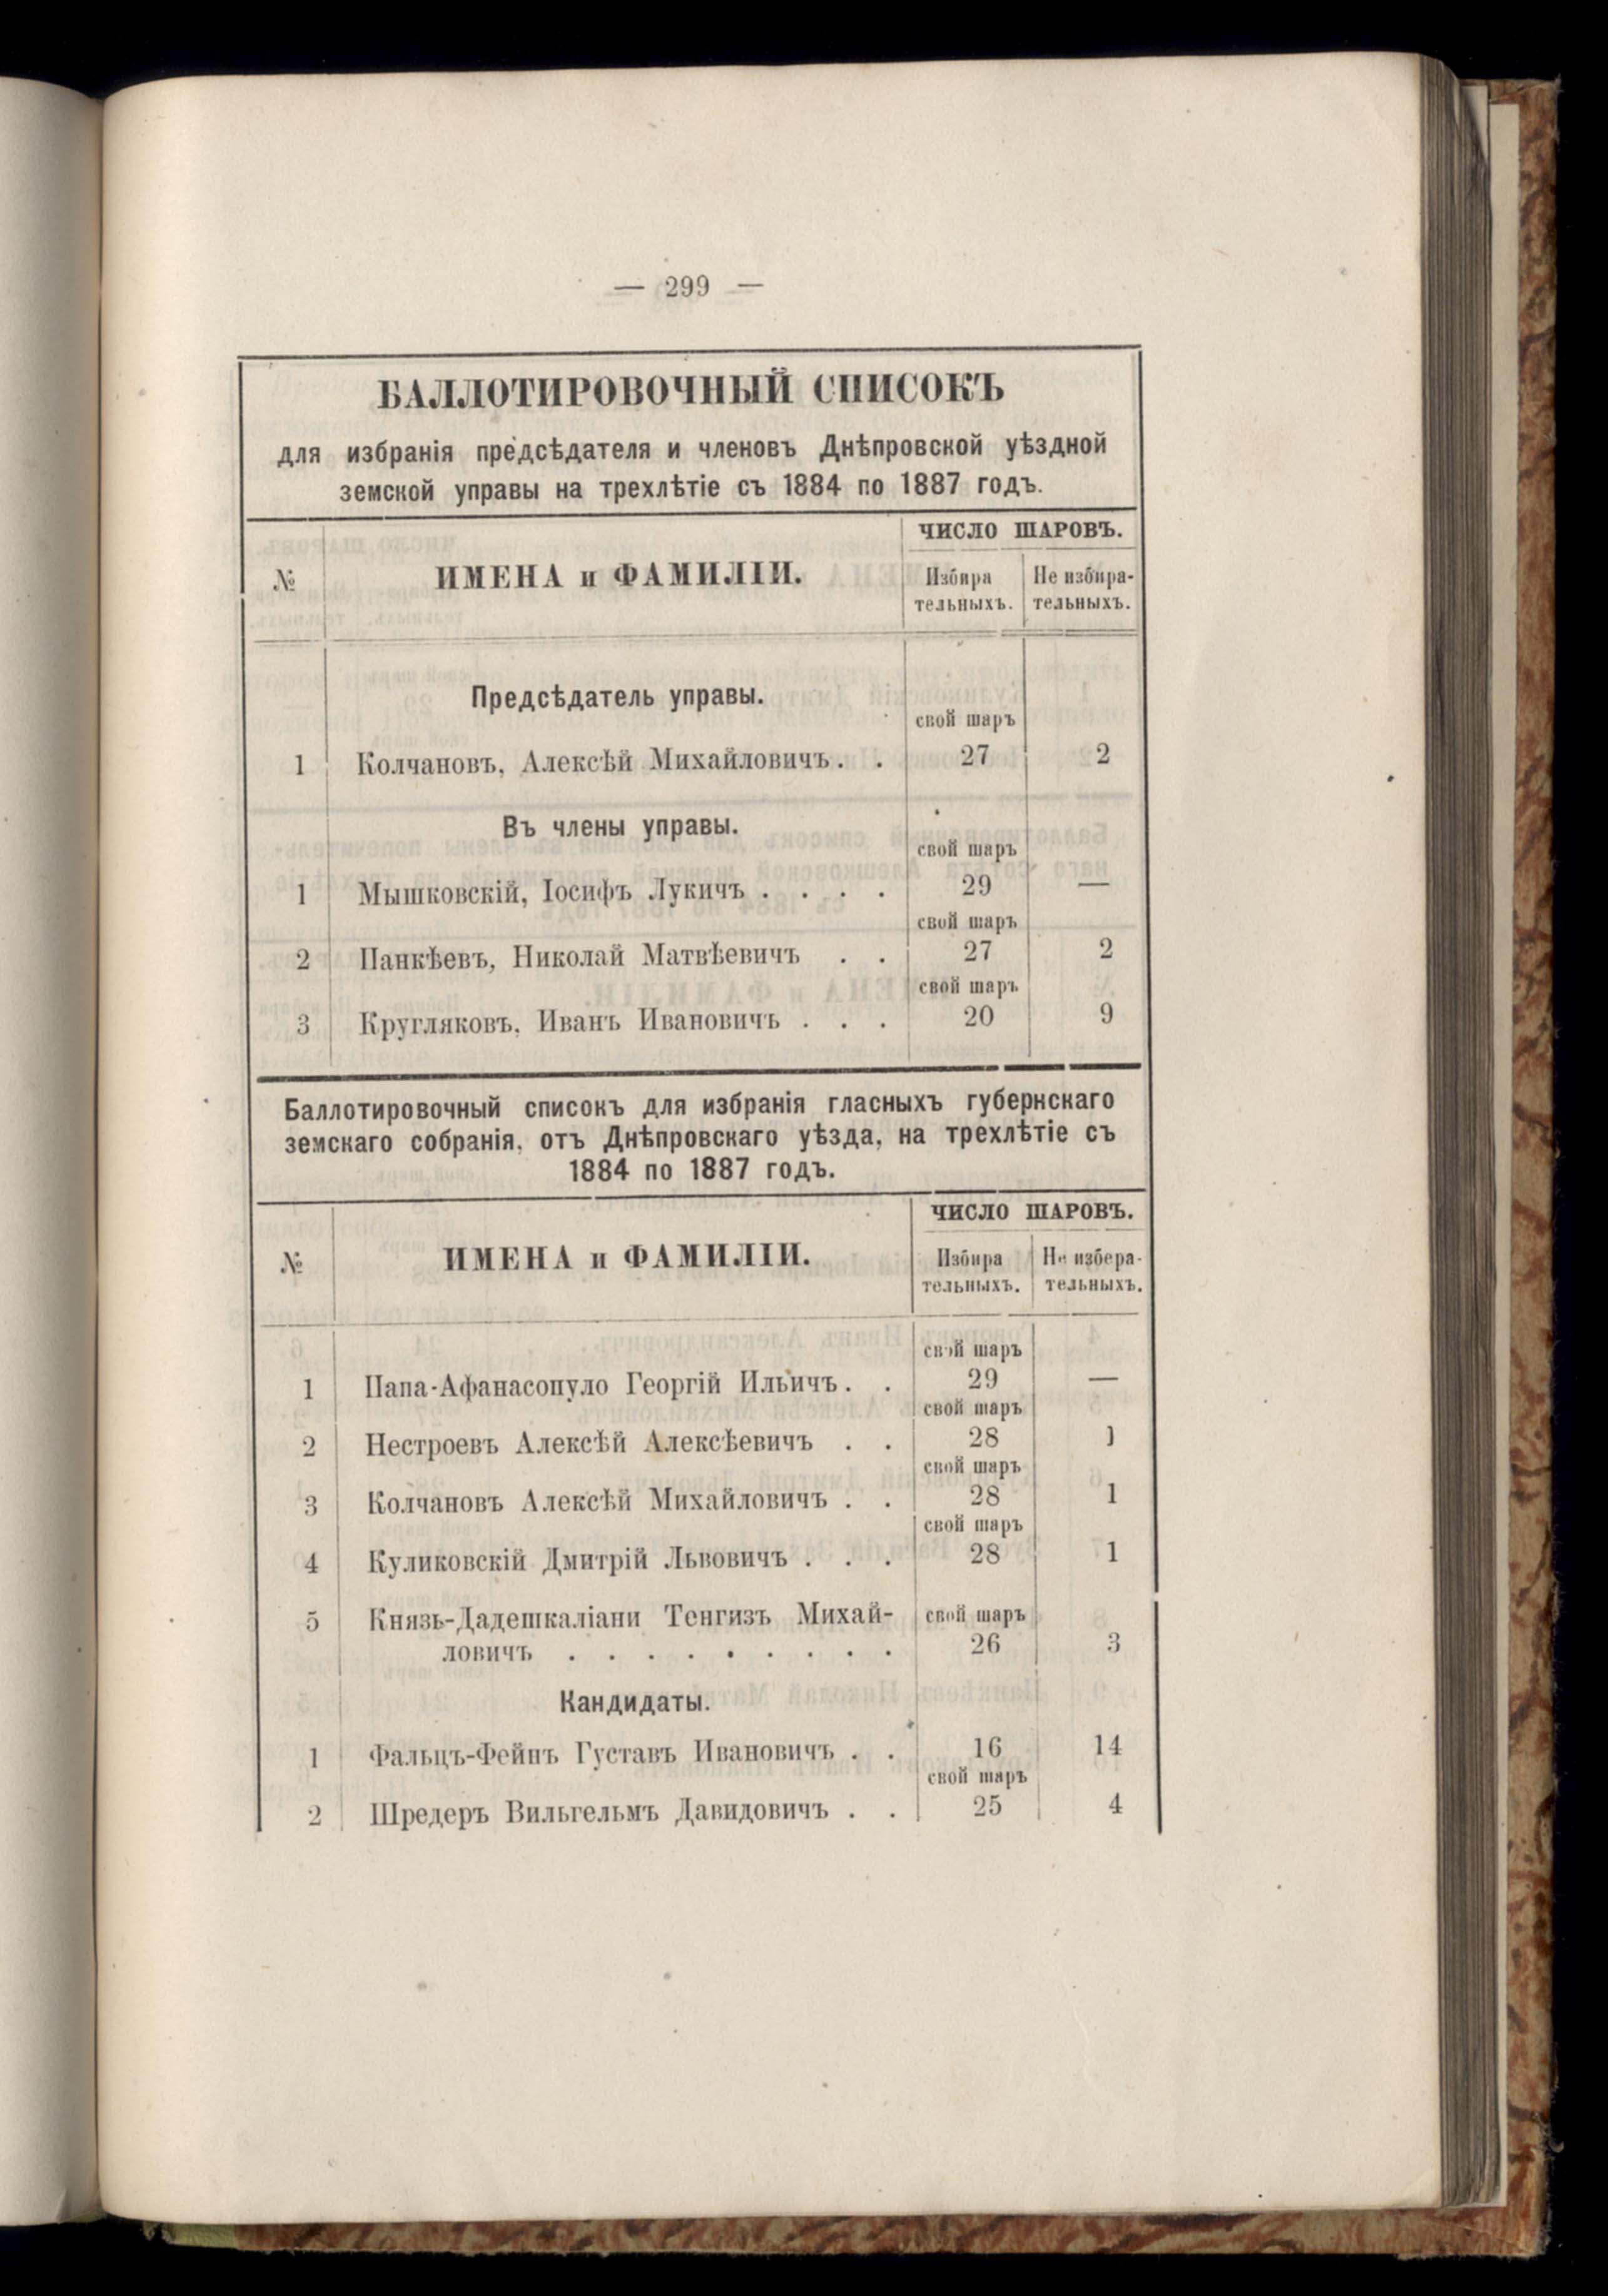 — 299 —
БАЛЛОТИРОВОЧНЫЙ СПИСОКЪ
для избранія предсѣдателя и членовъ Днѣпровской уѣздной
земской управы на трехлѣтіе съ 1884 по 1887 годъ.
№ ИМЕНА и ФАМИЛІИ. ЧИСЛО ШАРОВЪ.
Избира Не избира-
тельныхъ. тельныхъ.
Предсѣдатель управы.
свой шаръ
1 Колчановъ, Алексѣй Михайловичъ . . 27 2
Въ члены управы.
свой шаръ
1 Мышковскій, Іосифъ Лукичъ . . . . 29 —
свой шаръ
2 Панкѣевъ, Николай Матвѣевичъ . . 27 2
свой шаръ
3 Кругляковъ, Иванъ Ивановичъ . . . 20 9
Баллотировочный списокъ для избранія гласныхъ губернскаго
земскаго собранія, отъ Днѣпровскаго уѣзда, на трехлѣтіе съ
1884 по 1887 годъ.
№ ИМЕНА и ФАМИЛІИ. ЧИСЛО ШАРОВЪ.
Избира Не избера-
тельныхъ. тельныхъ.
свой шаръ
1 Папа-Афанасопуло Георгій Ильичъ . . 29 —
свой шаръ
2 Нестроевъ Алексѣй Алексѣевичъ . . 28 1
свой шаръ
3 Колчановъ Алексѣй Михайловичъ . . 28 1
свой шаръ
4 Куликовскій Дмитрій Львовичъ . . . 28 1
5 Князь-Дадешкаліани Тенгизъ Михай- свой шаръ
ловичъ . . . . . . . . . 26 3
Кандидаты.
1 Фальцъ-Фейнъ Густавъ Ивановичъ . . 16 14
свой шаръ
2 Шредеръ Вильгельмъ Давидовичъ . . 25 4